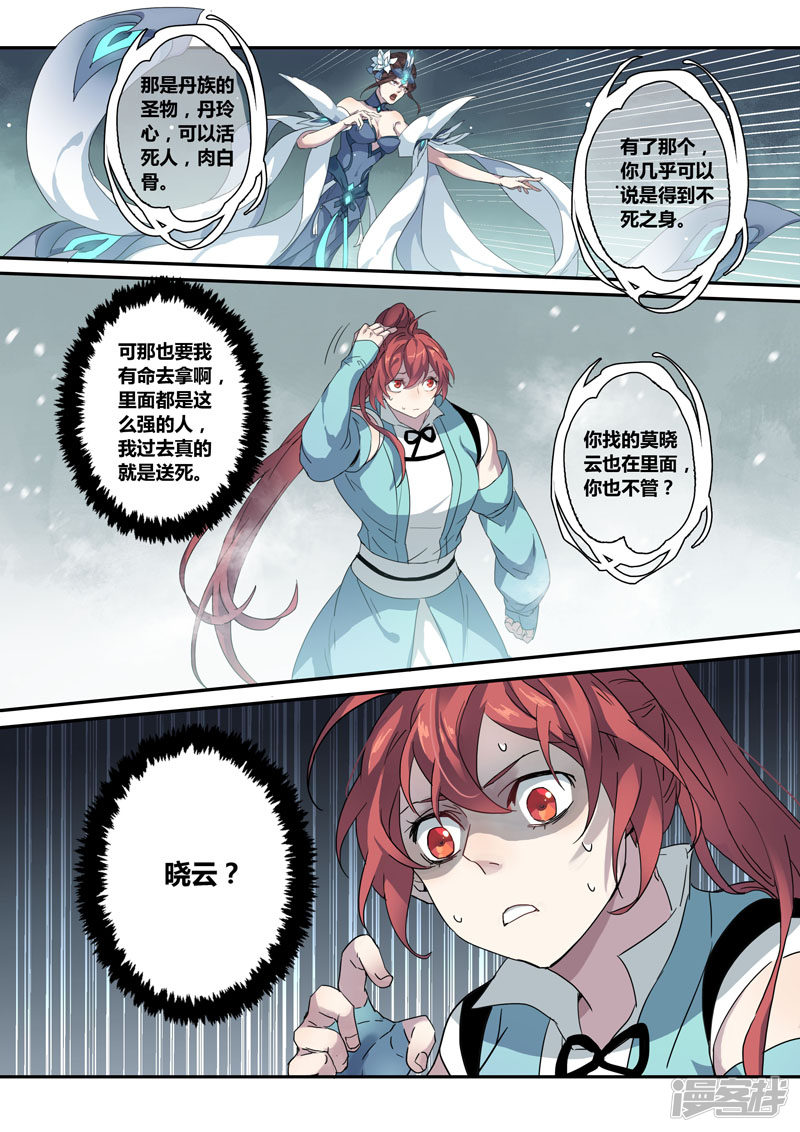 那是丹族的
圣物，丹玲
心，可以活
死人，肉白
骨。
有了那个，
你几乎可以
说是得到不
死之身。
可那也要我
有命去拿啊，
里面都是这
么强的人，
我过去真的
就是送死。
你找的莫晓
云也在里面，
你也不管？
晓云？
漫客栈